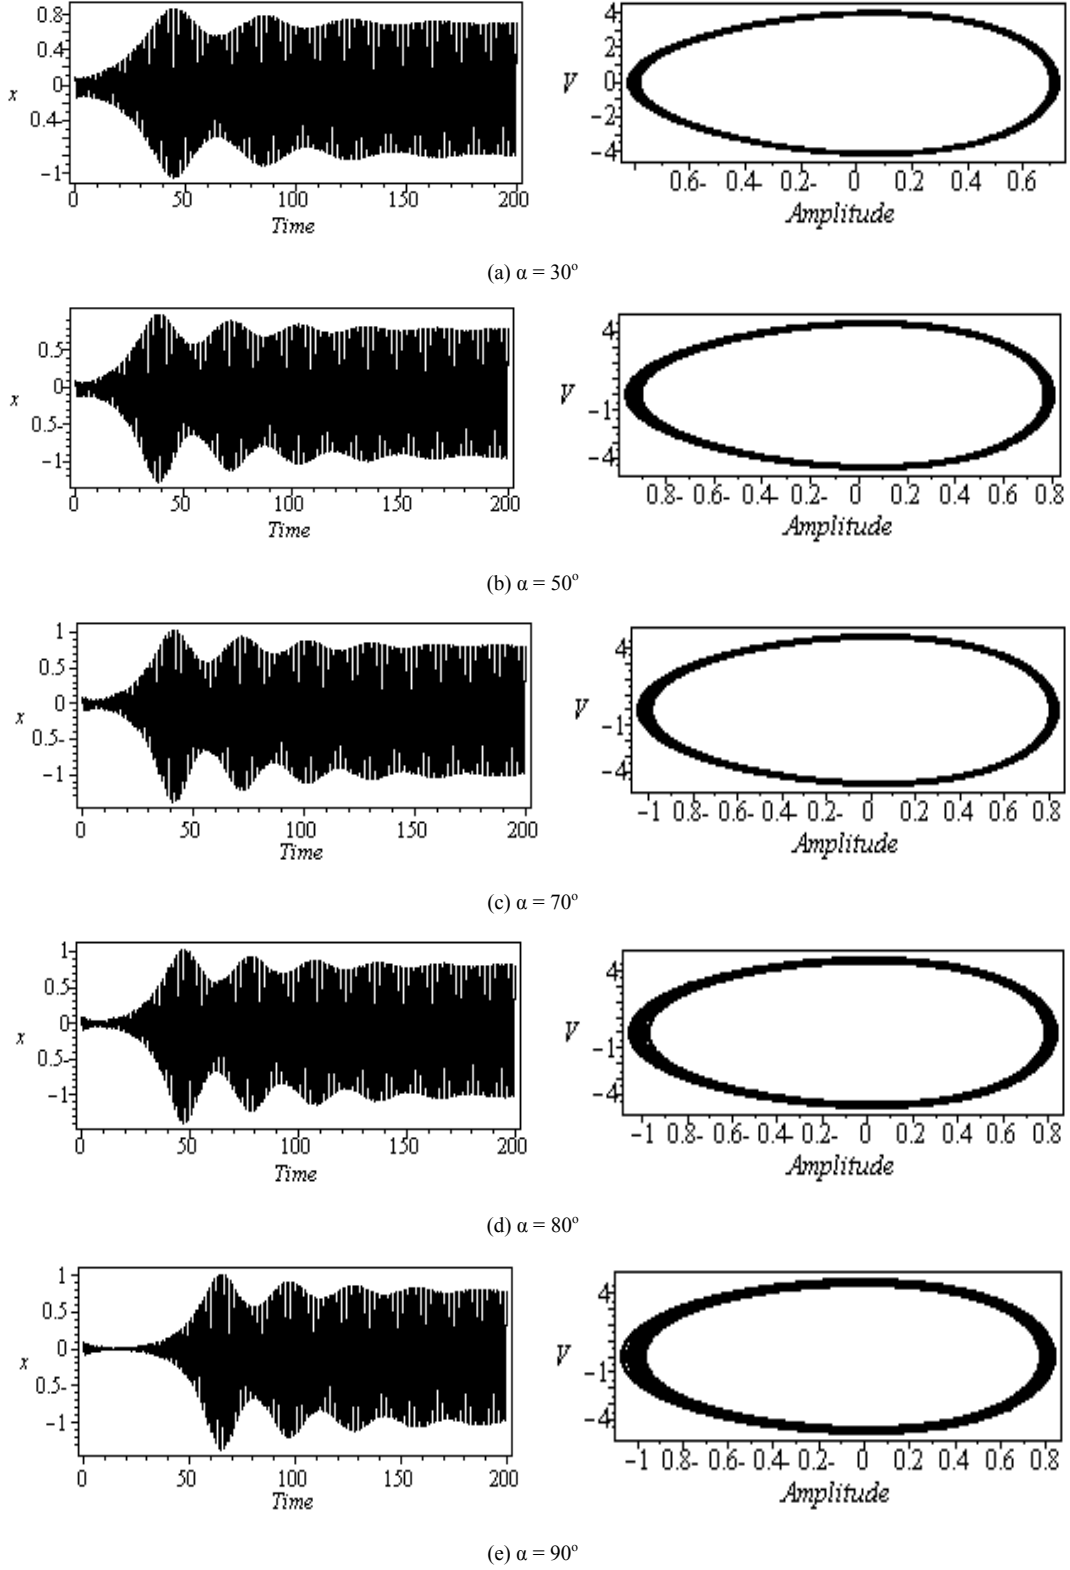 0.8
0.4
0
0.4
-1
x
0 50 100 150 200
Time
4
2
0
-2
-4
V
0.6- 0.4- 0.2- 0 0.2 0.4 0.6
Amplitude
(a) α = 30°
0.5
0
0.5-
-1
x
0 50 100 150 200
Time
4
-1
-4
V
0.8- 0.6- 0.4- 0.2- 0 0.2 0.4 0.6 0.8
Amplitude
(b) α = 50°
1
0.5
0
0.5-
-1
x
0 50 100 150 200
Time
4
-1
-4
V
-1 0.8- 0.6- 0.4- 0.2- 0 0.2 0.4 0.6 0.8
Amplitude
(c) α = 70°
1
0.5
0
0.5-
-1
x
0 50 100 150 200
Time
4
-1
-4
V
-1 0.8- 0.6- 0.4- 0.2- 0 0.2 0.4 0.6 0.8
Amplitude
(d) α = 80°
1
0.5
0
0.5-
-1
x
0 50 100 150 200
Time
4
-1
-4
V
-1 0.8- 0.6- 0.4- 0.2- 0 0.2 0.4 0.6 0.8
Amplitude
(e) α = 90°